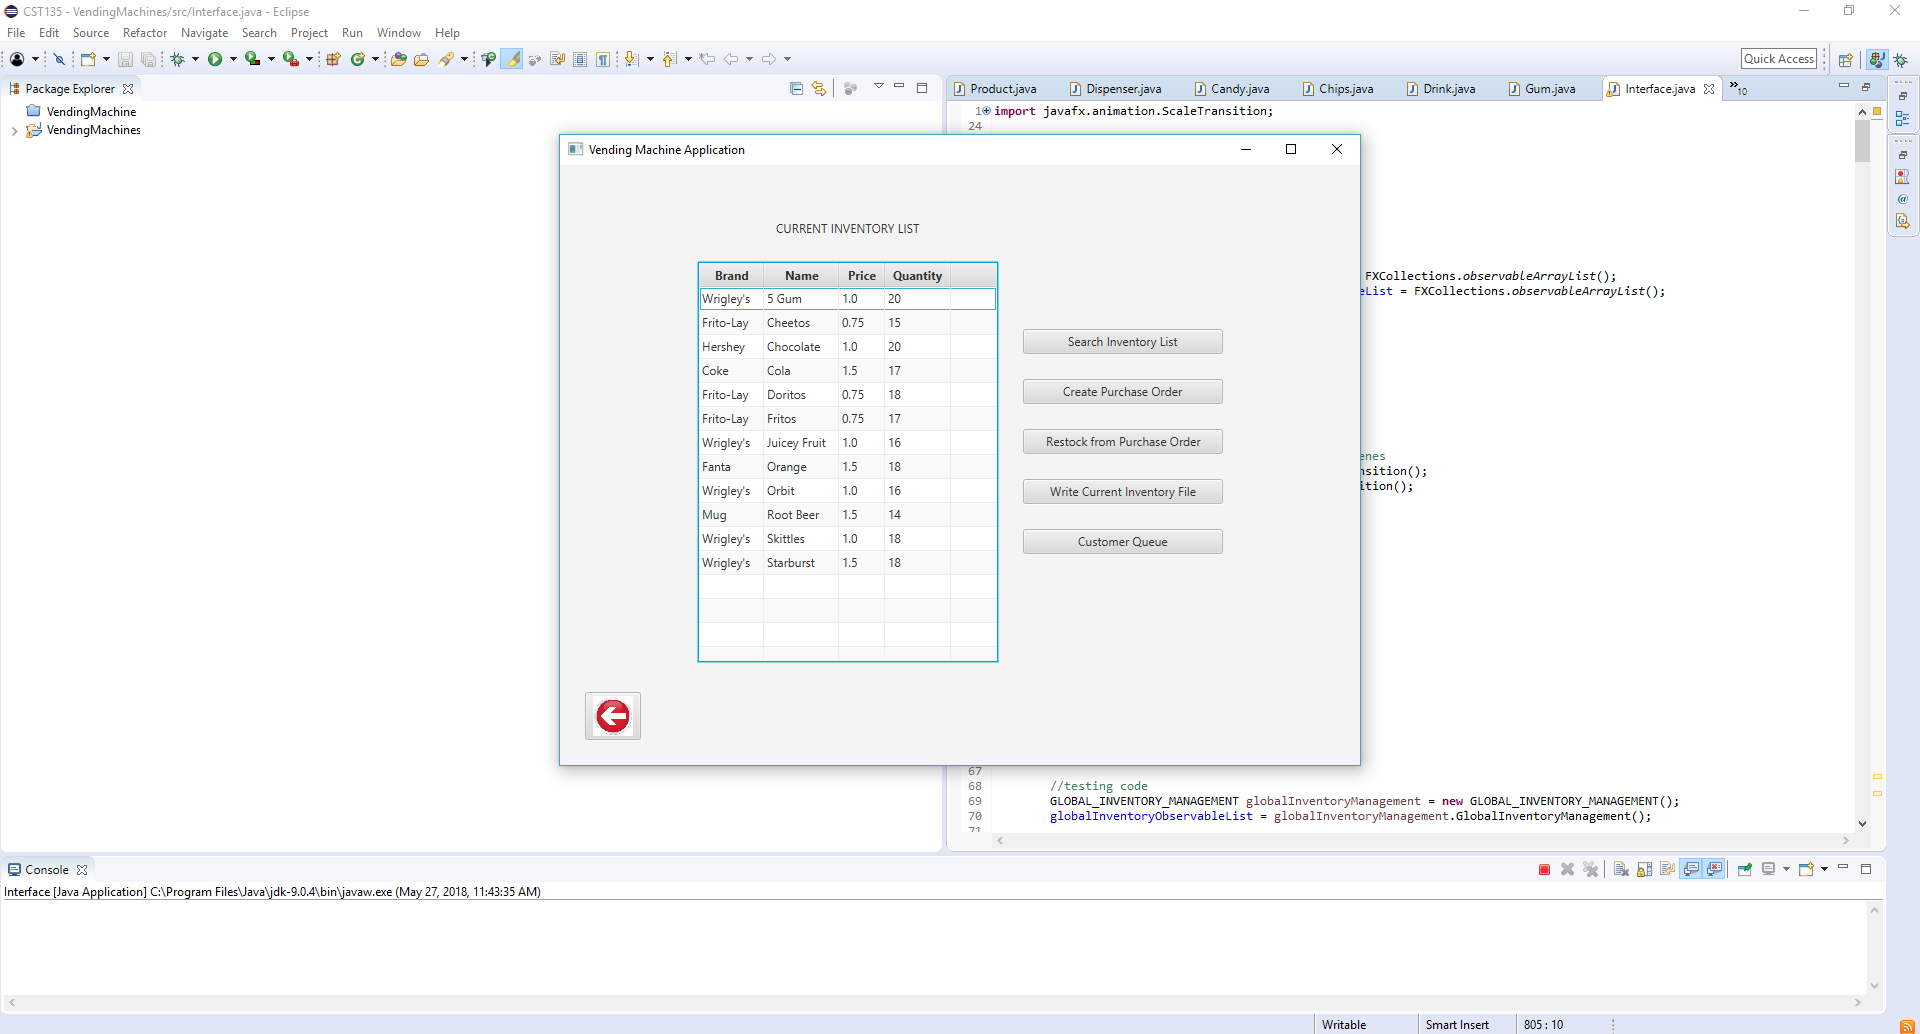 CST135 - VendingMachines/src/Interface.java - Eclipse
File Edit Source Refactor Navigate Search Project Run Window Help
Quick Access
Package Explorer
VendingMachine
VendingMachines
Product.java Dispenser.java Candy.java Chips.java Drink.java Gum.java Interface.java »10
1 import javafx.animation.ScaleTransition;
24
FXCollections.observableArrayList();
eList = FXCollections.observableArrayList();
enes
nsition();
ition();
67
68 //testing code
69 GLOBAL_INVENTORY_MANAGEMENT globalInventoryManagement = new GLOBAL_INVENTORY_MANAGEMENT();
70 globalInventoryObservableList = globalInventoryManagement.GlobalInventoryManagement();
71
Vending Machine Application
CURRENT INVENTORY LIST
Brand Name Price Quantity
Wrigley's 5 Gum 1.0 20
Frito-Lay Cheetos 0.75 15
Hershey Chocolate 1.0 20
Coke Cola 1.5 17
Frito-Lay Doritos 0.75 18
Frito-Lay Fritos 0.75 17
Wrigley's Juicey Fruit 1.0 16
Fanta Orange 1.5 18
Wrigley's Orbit 1.0 16
Mug Root Beer 1.5 14
Wrigley's Skittles 1.0 18
Wrigley's Starburst 1.5 18
Search Inventory List
Create Purchase Order
Restock from Purchase Order
Write Current Inventory File
Customer Queue
Console
Interface [Java Application] C:\Program Files\Java\jdk-9.0.4\bin\javaw.exe (May 27, 2018, 11:43:35 AM)
Writable Smart Insert 805 : 10